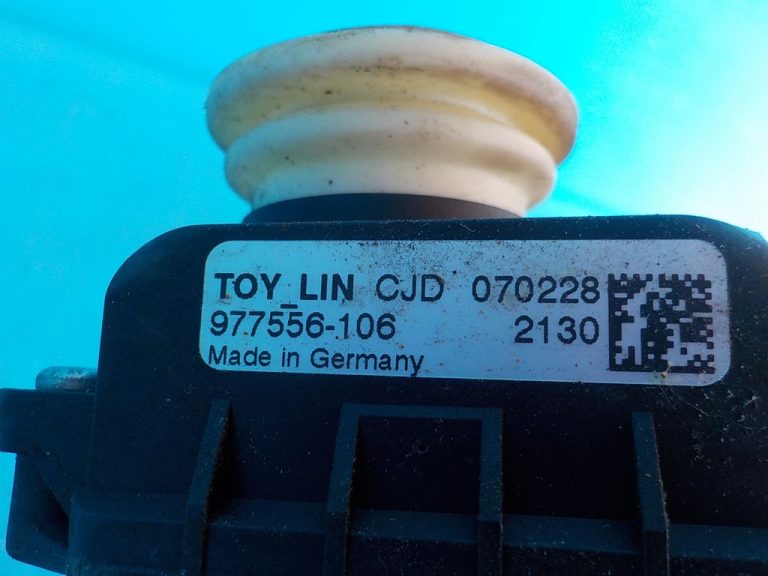 TOY_LIN CJD 070228
977556-106 2130
Made in Germany